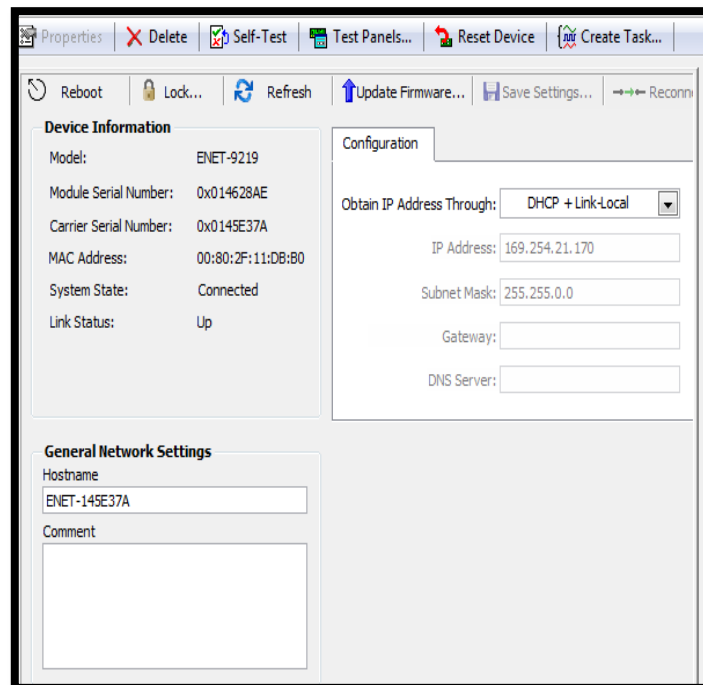 Properties Delete Self-Test Test Panels... Reset Device Create Task...
Reboot Lock... Refresh Update Firmware... Save Settings... Reconn
Device Information
Model: ENET-9219
Module Serial Number: 0x014628AE
Carrier Serial Number: 0x0145E37A
MAC Address: 00:80:2F:11:DB:B0
System State: Connected
Link Status: Up
Configuration
Obtain IP Address Through: DHCP + Link-Local
IP Address: 169.254.21.170
Subnet Mask: 255.255.0.0
Gateway:
DNS Server:
General Network Settings
Hostname
ENET-145E37A
Comment